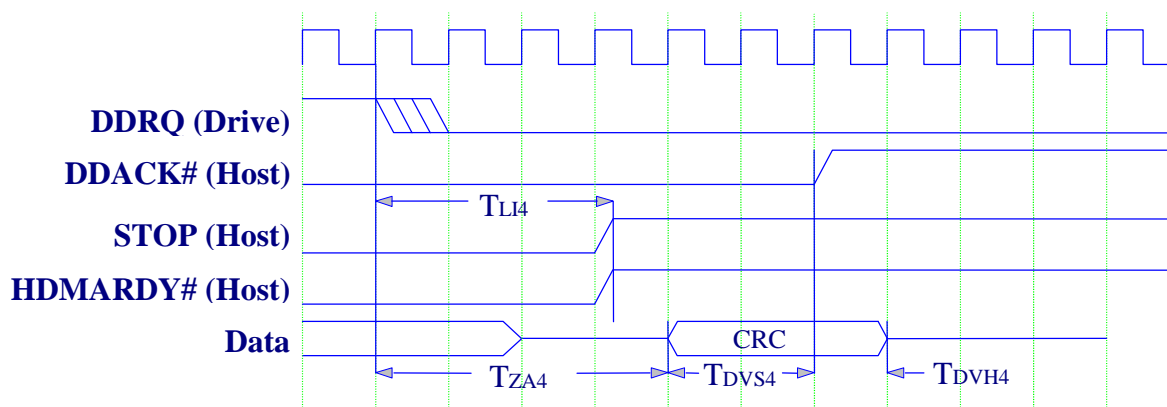 DDRQ (Drive)
DDACK# (Host)
TLI4
STOP (Host)
HDMARDY# (Host)
Data
CRC
TZA4
TDVS4
TDVH4